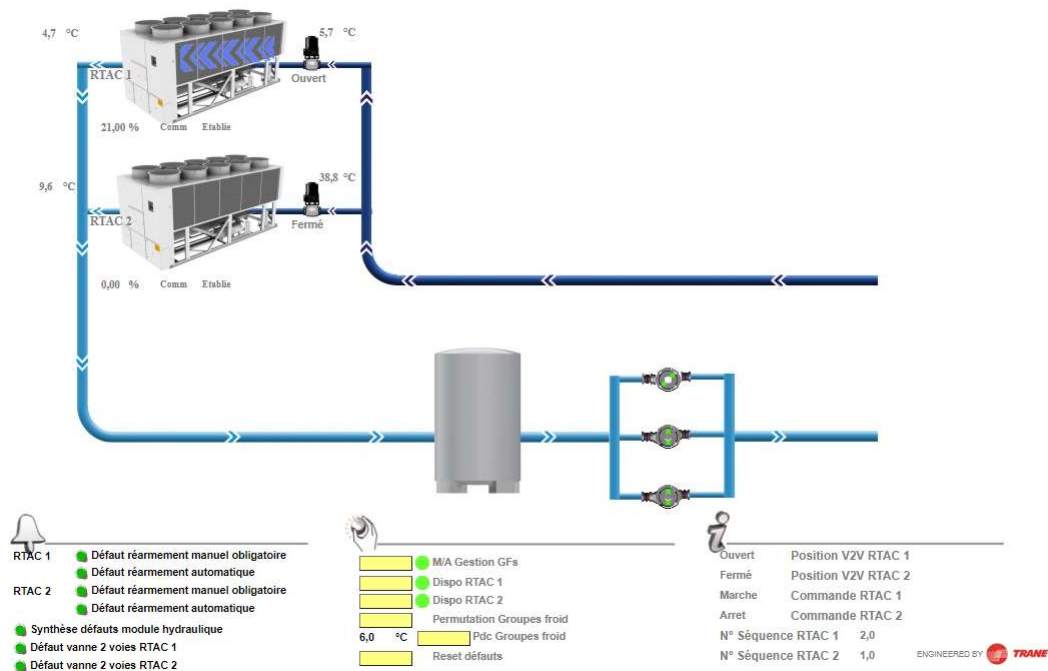 4,7 °C
5,7 °C
RTAC 1
Ouvert
21,00 % Comm Etablie
9,6 °C
38,8 °C
RTAC 2
Fermé
0,00 % Comm Etablie
RTAC 1 Défaut réarmement manuel obligatoire
Défaut réarmement automatique
RTAC 2 Défaut réarmement manuel obligatoire
Défaut réarmement automatique
Synthèse défauts module hydraulique
Défaut vanne 2 voies RTAC 1
Défaut vanne 2 voies RTAC 2
M/A Gestion GFs
Dispo RTAC 1
Dispo RTAC 2
Permutation Groupes froid
6,0 °C Pdc Groupes froid
Reset défauts
Ouvert Position V2V RTAC 1
Fermé Position V2V RTAC 2
Marche Commande RTAC 1
Arret Commande RTAC 2
N° Séquence RTAC 1 2,0
N° Séquence RTAC 2 1,0
ENGINEERED BY TRANE